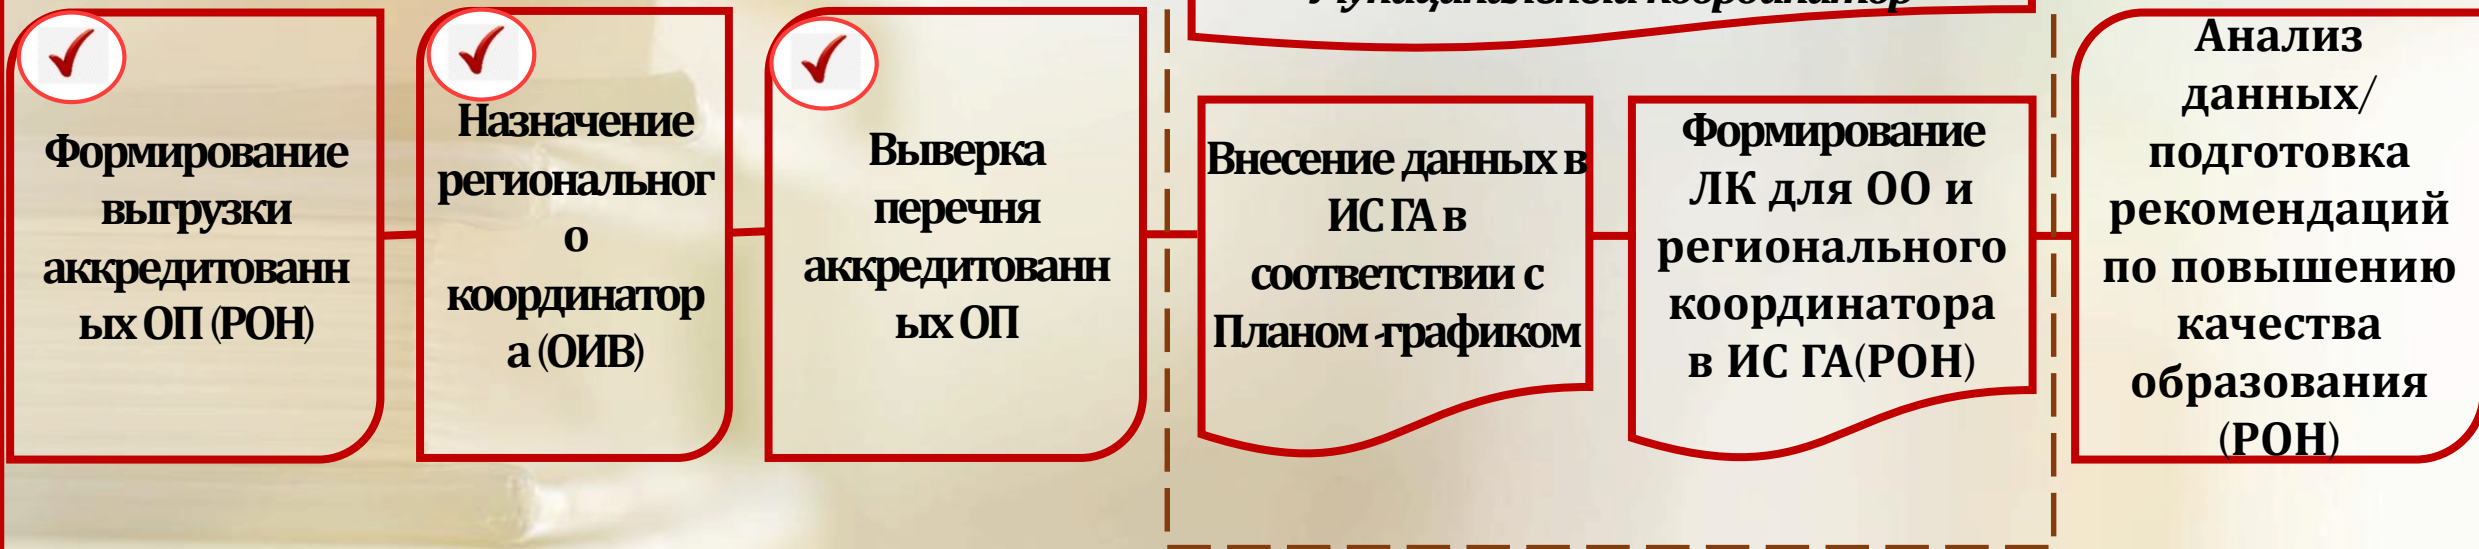 Формирование
выгрузки
аккредитованн
ых ОП (РОН)
Назначение
региональног
о
координатор
а (ОИВ)
Выверка
перечня
аккредитованн
ых ОП
Внесение данных в
ИС ГА в
соответствии с
Планом-графиком
Формирование
ЛК для ОО и
регионального
координатора
в ИС ГА(РОН)
Анализ
данных/
подготовка
рекомендаций
по повышению
качества
образования
(РОН)